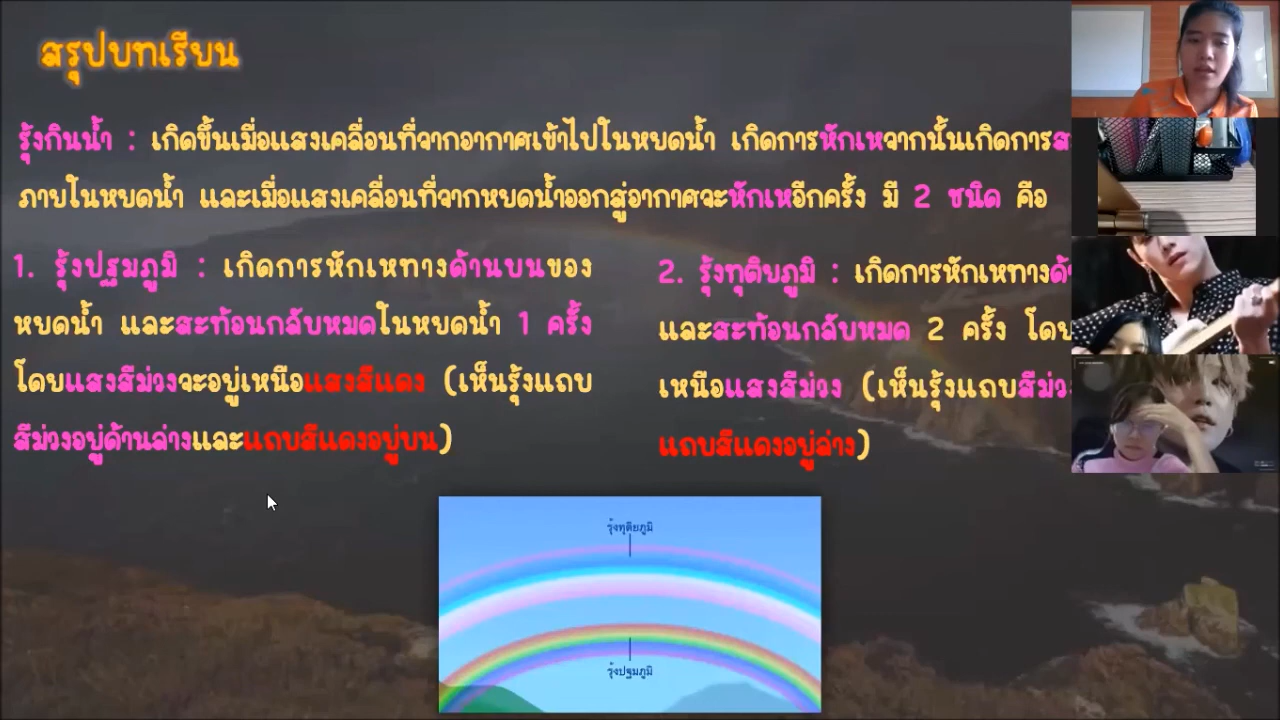 สรุปบทเรียน
รุ้งกินน้ำ : เกิดขึ้นเมื่อแสงเคลื่อนที่จากอากาศเข้าไปในหยดน้ำ เกิดการหักเหจากนั้นเกิดการ
ภายในหยดน้ำ และเมื่อแสงเคลื่อนที่จากหยดน้ำออกสู่อากาศจะหักเหอีกครั้ง มี 2 ชนิด คือ
1. รุ้งปฐมภูมิ : เกิดการหักเหทางด้านบนของ
หยดน้ำ และสะท้อนกลับหมดในหยดน้ำ 1 ครั้ง
โดยแสงสีม่วงจะอยู่เหนือแสงสีแดง (เห็นรุ้งแถบ
สีม่วงอยู่ด้านล่างและแถบสีแดงอยู่บน)
2. รุ้งทุติยภูมิ : เกิดการหักเหทาง
และสะท้อนกลับหมด 2 ครั้ง โดย
เหนือแสงสีม่วง (เห็นรุ้งแถบสีม่วง
แถบสีแดงอยู่ล่าง)
รุ้งทุติยภูมิ
รุ้งปฐมภูมิ